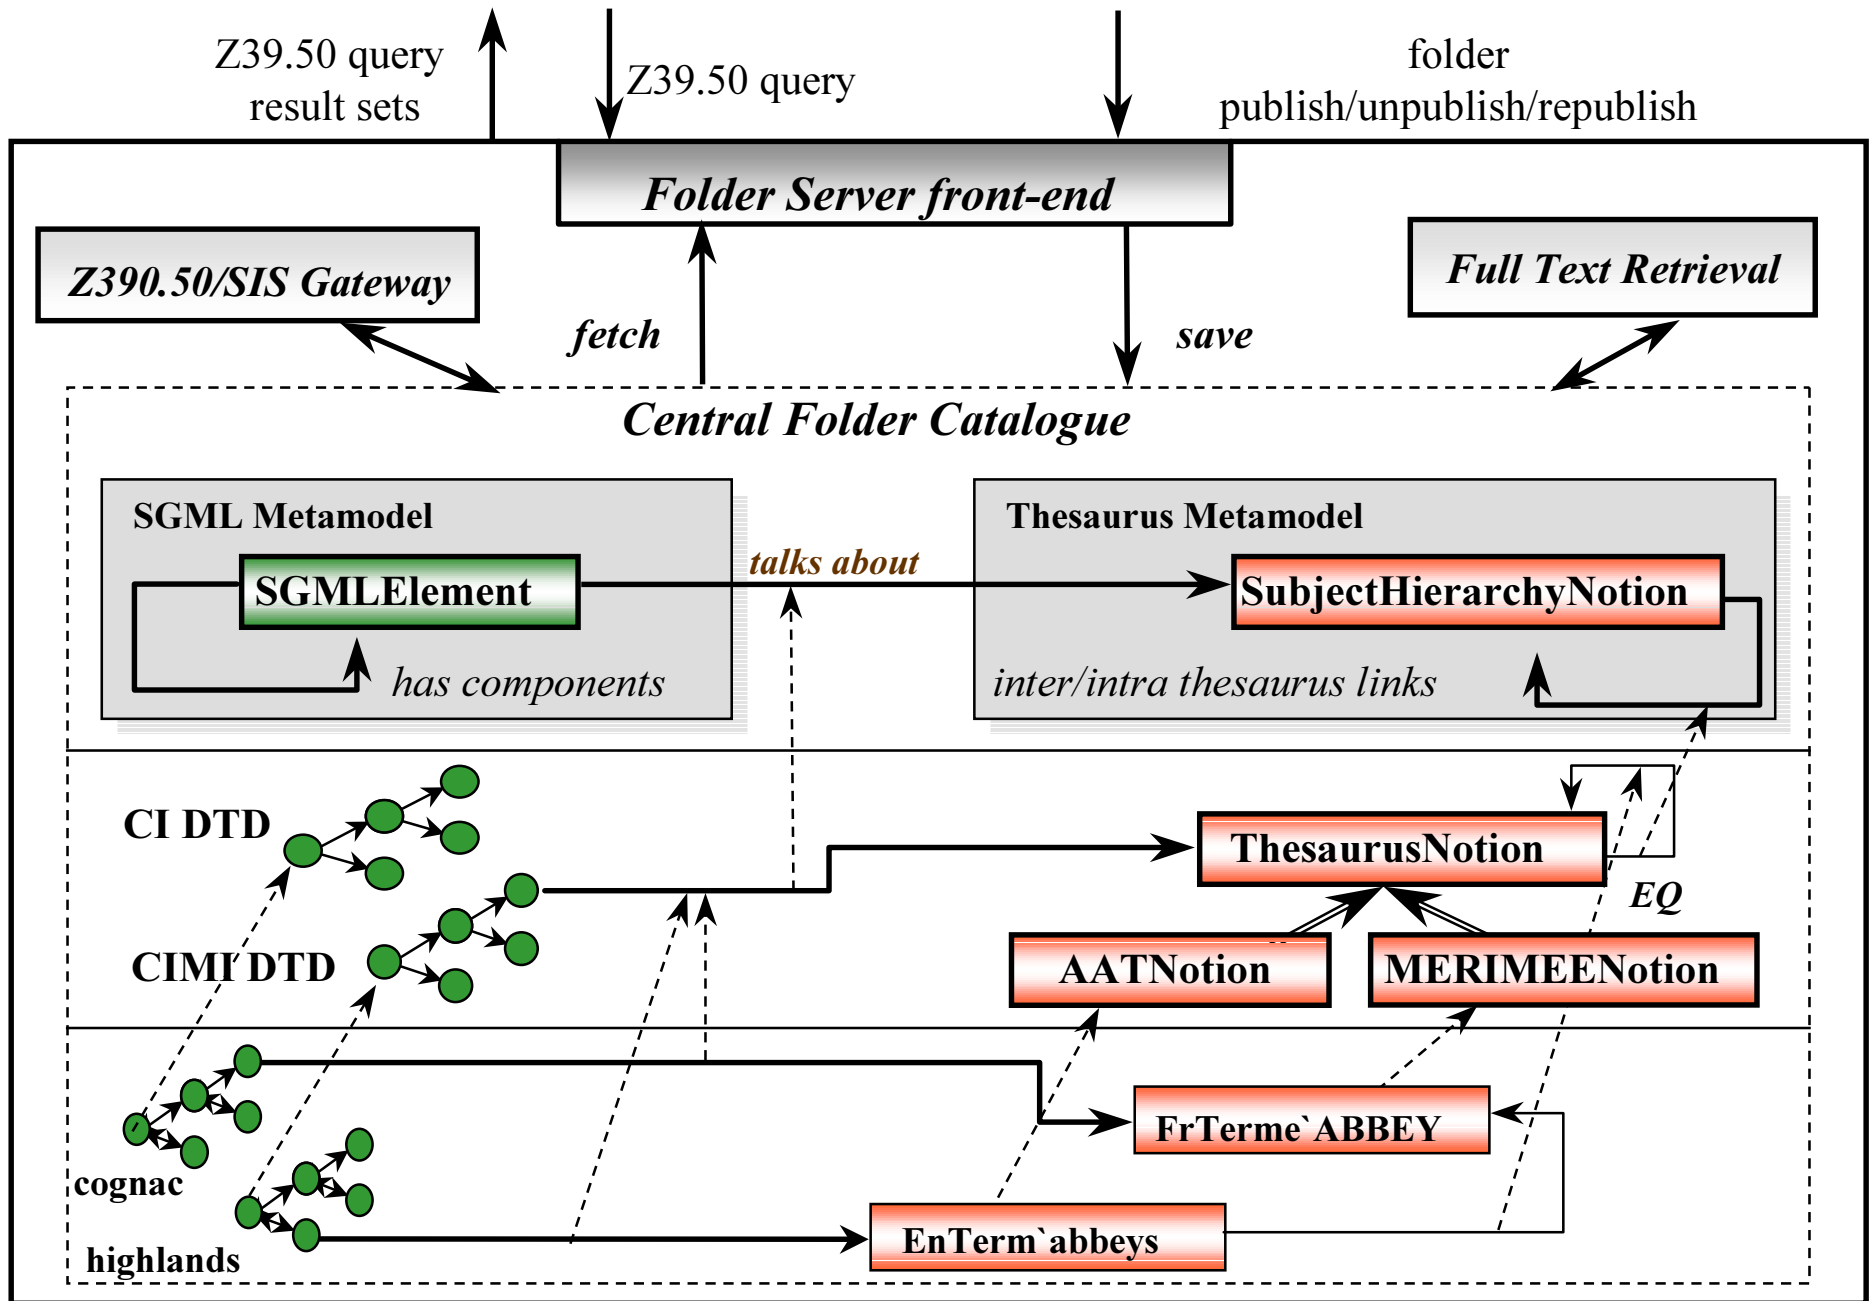 Z39.50 query
result sets
Z39.50 query
folder
publish/unpublish/republish
Folder Server front-end
Z390.50/SIS Gateway
Full Text Retrieval
fetch
save
Central Folder Catalogue
SGML Metamodel
Thesaurus Metamodel
talks about
SGMLElement
SubjectHierarchyNotion
has components
inter/intra thesaurus links
CI DTD
ThesaurusNotion
EQ
CIMI DTD
AATNotion
MERIMEENotion
FrTerme`ABBEY
cognac
EnTerm`abbeys
highlands